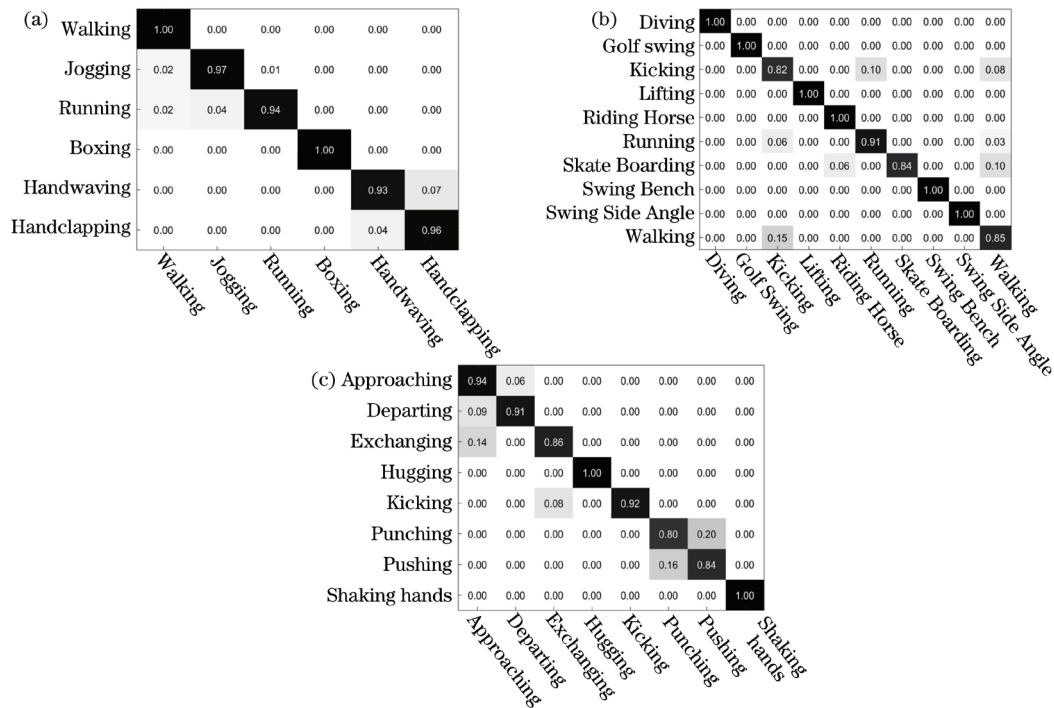 (a)
Walking 1.00 0.00 0.00 0.00 0.00 0.00
Jogging 0.02 0.97 0.01 0.00 0.00 0.00
Running 0.02 0.04 0.94 0.00 0.00 0.00
Boxing 0.00 0.00 0.00 1.00 0.00 0.00
Handwaving 0.00 0.00 0.00 0.00 0.93 0.07
Handclapping 0.00 0.00 0.00 0.00 0.04 0.96
Walking
Jogging
Running
Boxing
Handwaving
Handclapping
(b)
Diving 1.00 0.00 0.00 0.00 0.00 0.00 0.00 0.00 0.00 0.00
Golf swing 0.00 1.00 0.00 0.00 0.00 0.00 0.00 0.00 0.00 0.00
Kicking 0.00 0.00 0.82 0.00 0.00 0.10 0.00 0.00 0.00 0.08
Lifting 0.00 0.00 0.00 1.00 0.00 0.00 0.00 0.00 0.00 0.00
Riding Horse 0.00 0.00 0.00 0.00 1.00 0.00 0.00 0.00 0.00 0.00
Running 0.00 0.00 0.06 0.00 0.00 0.91 0.00 0.00 0.00 0.03
Skate Boarding 0.00 0.00 0.00 0.00 0.06 0.00 0.84 0.00 0.00 0.10
Swing Bench 0.00 0.00 0.00 0.00 0.00 0.00 0.00 1.00 0.00 0.00
Swing Side Angle 0.00 0.00 0.00 0.00 0.00 0.00 0.00 0.00 1.00 0.00
Walking 0.00 0.00 0.15 0.00 0.00 0.00 0.00 0.00 0.00 0.85
Diving
Golf Swing
Kicking
Lifting
Riding Horse
Running
Skate Boarding
Swing Bench
Swing Side Angle
Walking
(c)
Approaching 0.94 0.06 0.00 0.00 0.00 0.00 0.00 0.00
Departing 0.09 0.91 0.00 0.00 0.00 0.00 0.00 0.00
Exchanging 0.14 0.00 0.86 0.00 0.00 0.00 0.00 0.00
Hugging 0.00 0.00 0.00 1.00 0.00 0.00 0.00 0.00
Kicking 0.00 0.00 0.08 0.00 0.92 0.00 0.00 0.00
Punching 0.00 0.00 0.00 0.00 0.00 0.80 0.20 0.00
Pushing 0.00 0.00 0.00 0.00 0.00 0.16 0.84 0.00
Shaking hands 0.00 0.00 0.00 0.00 0.00 0.00 0.00 1.00
Approaching
Departing
Exchanging
Hugging
Kicking
Punching
Pushing
Shaking
hands